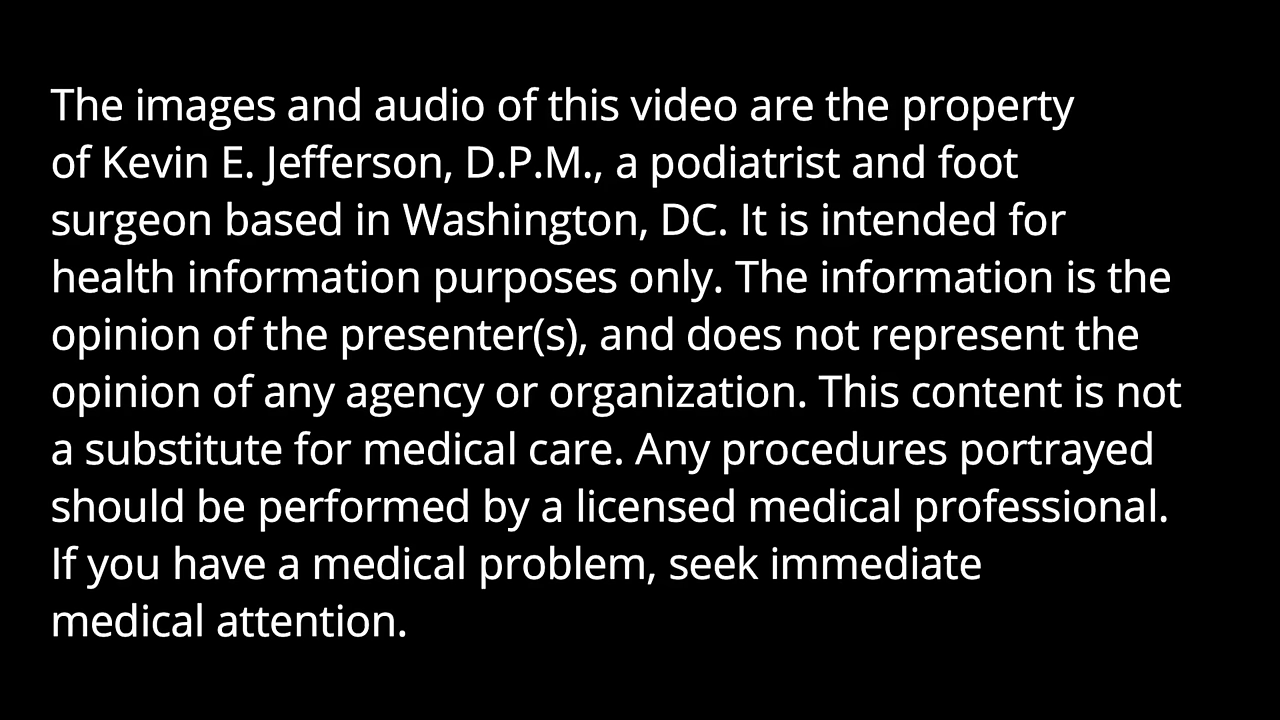 The images and audio of this video are the property
of Kevin E. Jefferson, D.P.M., a podiatrist and foot
surgeon based in Washington, DC. It is intended for
health information purposes only. The information is the
opinion of the presenter(s), and does not represent the
opinion of any agency or organization. This content is not
a substitute for medical care. Any procedures portrayed
should be performed by a licensed medical professional.
If you have a medical problem, seek immediate
medical attention.